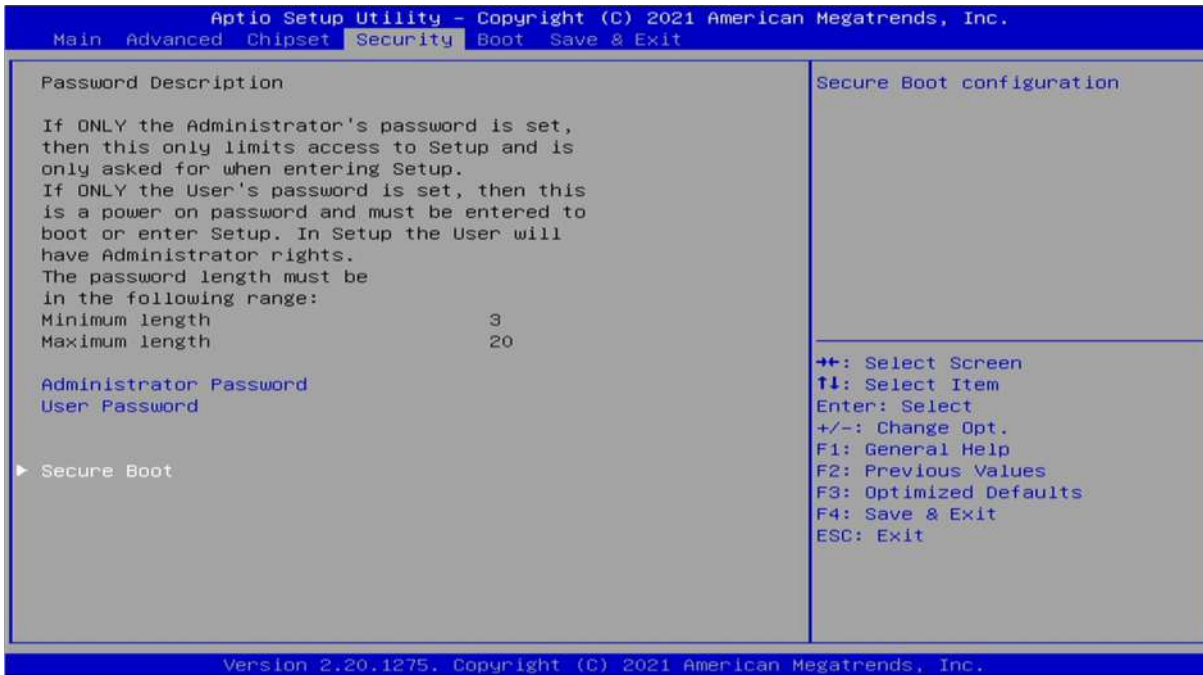 Aptio Setup Utility – Copyright (C) 2021 American Megatrends, Inc.
Main Advanced Chipset Security Boot Save & Exit
Password Description
If ONLY the Administrator's password is set,
then this only limits access to Setup and is
only asked for when entering Setup.
If ONLY the User's password is set, then this
is a power on password and must be entered to
boot or enter Setup. In Setup the User will
have Administrator rights.
The password length must be
in the following range:
Minimum length 3
Maximum length 20
Administrator Password
User Password
► Secure Boot
Secure Boot configuration
→←: Select Screen
↑↓: Select Item
Enter: Select
+/-: Change Opt.
F1: General Help
F2: Previous Values
F3: Optimized Defaults
F4: Save & Exit
ESC: Exit
Version 2.20.1275. Copyright (C) 2021 American Megatrends, Inc.